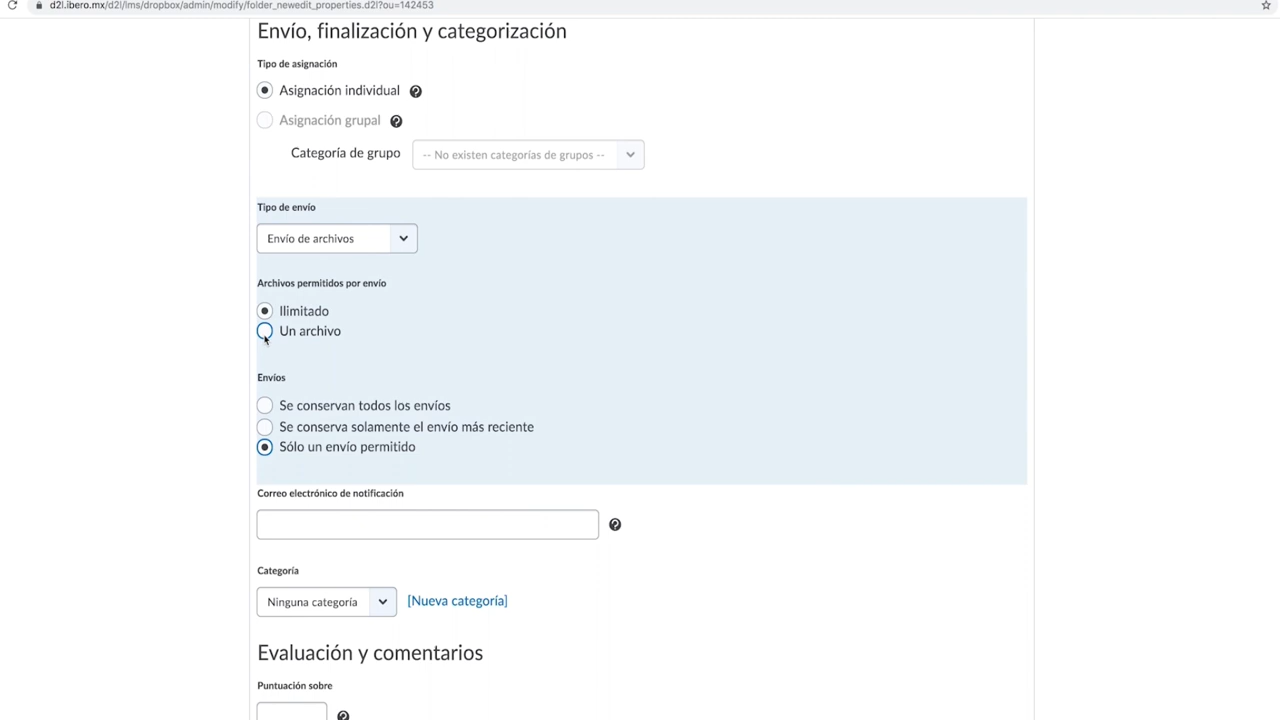 d2l.ibero.mx/d2l/lms/dropbox/admin/modify/folder_newedit_properties.d2l?ou=142453
Envío, finalización y categorización
Tipo de asignación
Asignación individual
Asignación grupal
Categoría de grupo -- No existen categorías de grupos --
Tipo de envío
Envío de archivos
Archivos permitidos por envío
Ilimitado
Un archivo
Envíos
Se conservan todos los envíos
Se conserva solamente el envío más reciente
Sólo un envío permitido
Correo electrónico de notificación
Categoría
Ninguna categoría [Nueva categoría]
Evaluación y comentarios
Puntuación sobre